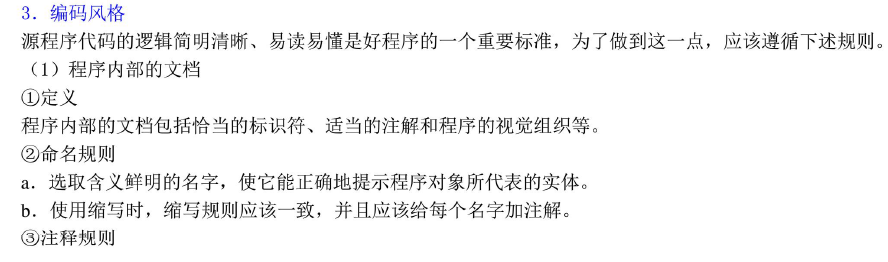 3．编码风格
源程序代码的逻辑简明清晰、易读易懂是好程序的一个重要标准，为了做到这一点，应该遵循下述规则。
（1）程序内部的文档
①定义
程序内部的文档包括恰当的标识符、适当的注解和程序的视觉组织等。
②命名规则
a．选取含义鲜明的名字，使它能正确地提示程序对象所代表的实体。
b．使用缩写时，缩写规则应该一致，并且应该给每个名字加注解。
③注释规则